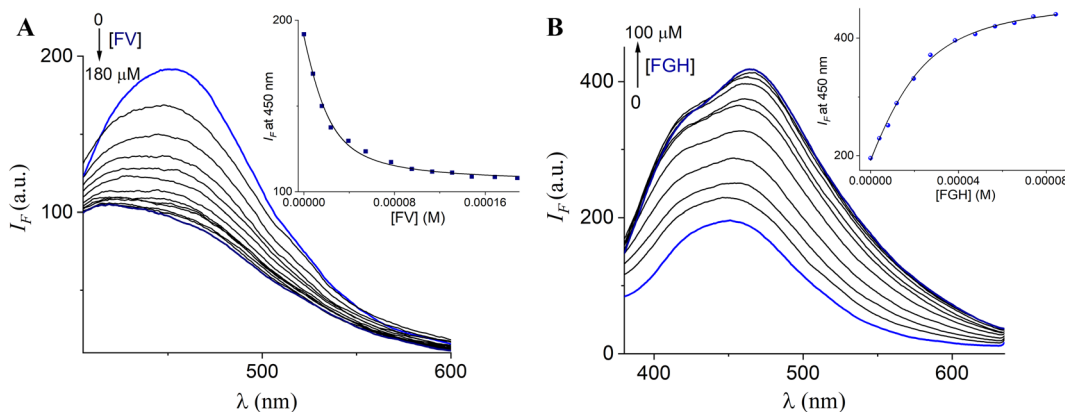 A
0
[FV]
180 μM
200
100
I_F (a.u.)
500
600
λ (nm)
200
150
100
I_F at 450 nm
0.00000
0.00008
0.00016
[FV] (M)
B
100 μM
[FGH]
0
400
200
0
I_F (a.u.)
400
500
600
λ (nm)
400
200
I_F at 450 nm
0.00000
0.00004
0.00008
[FGH] (M)